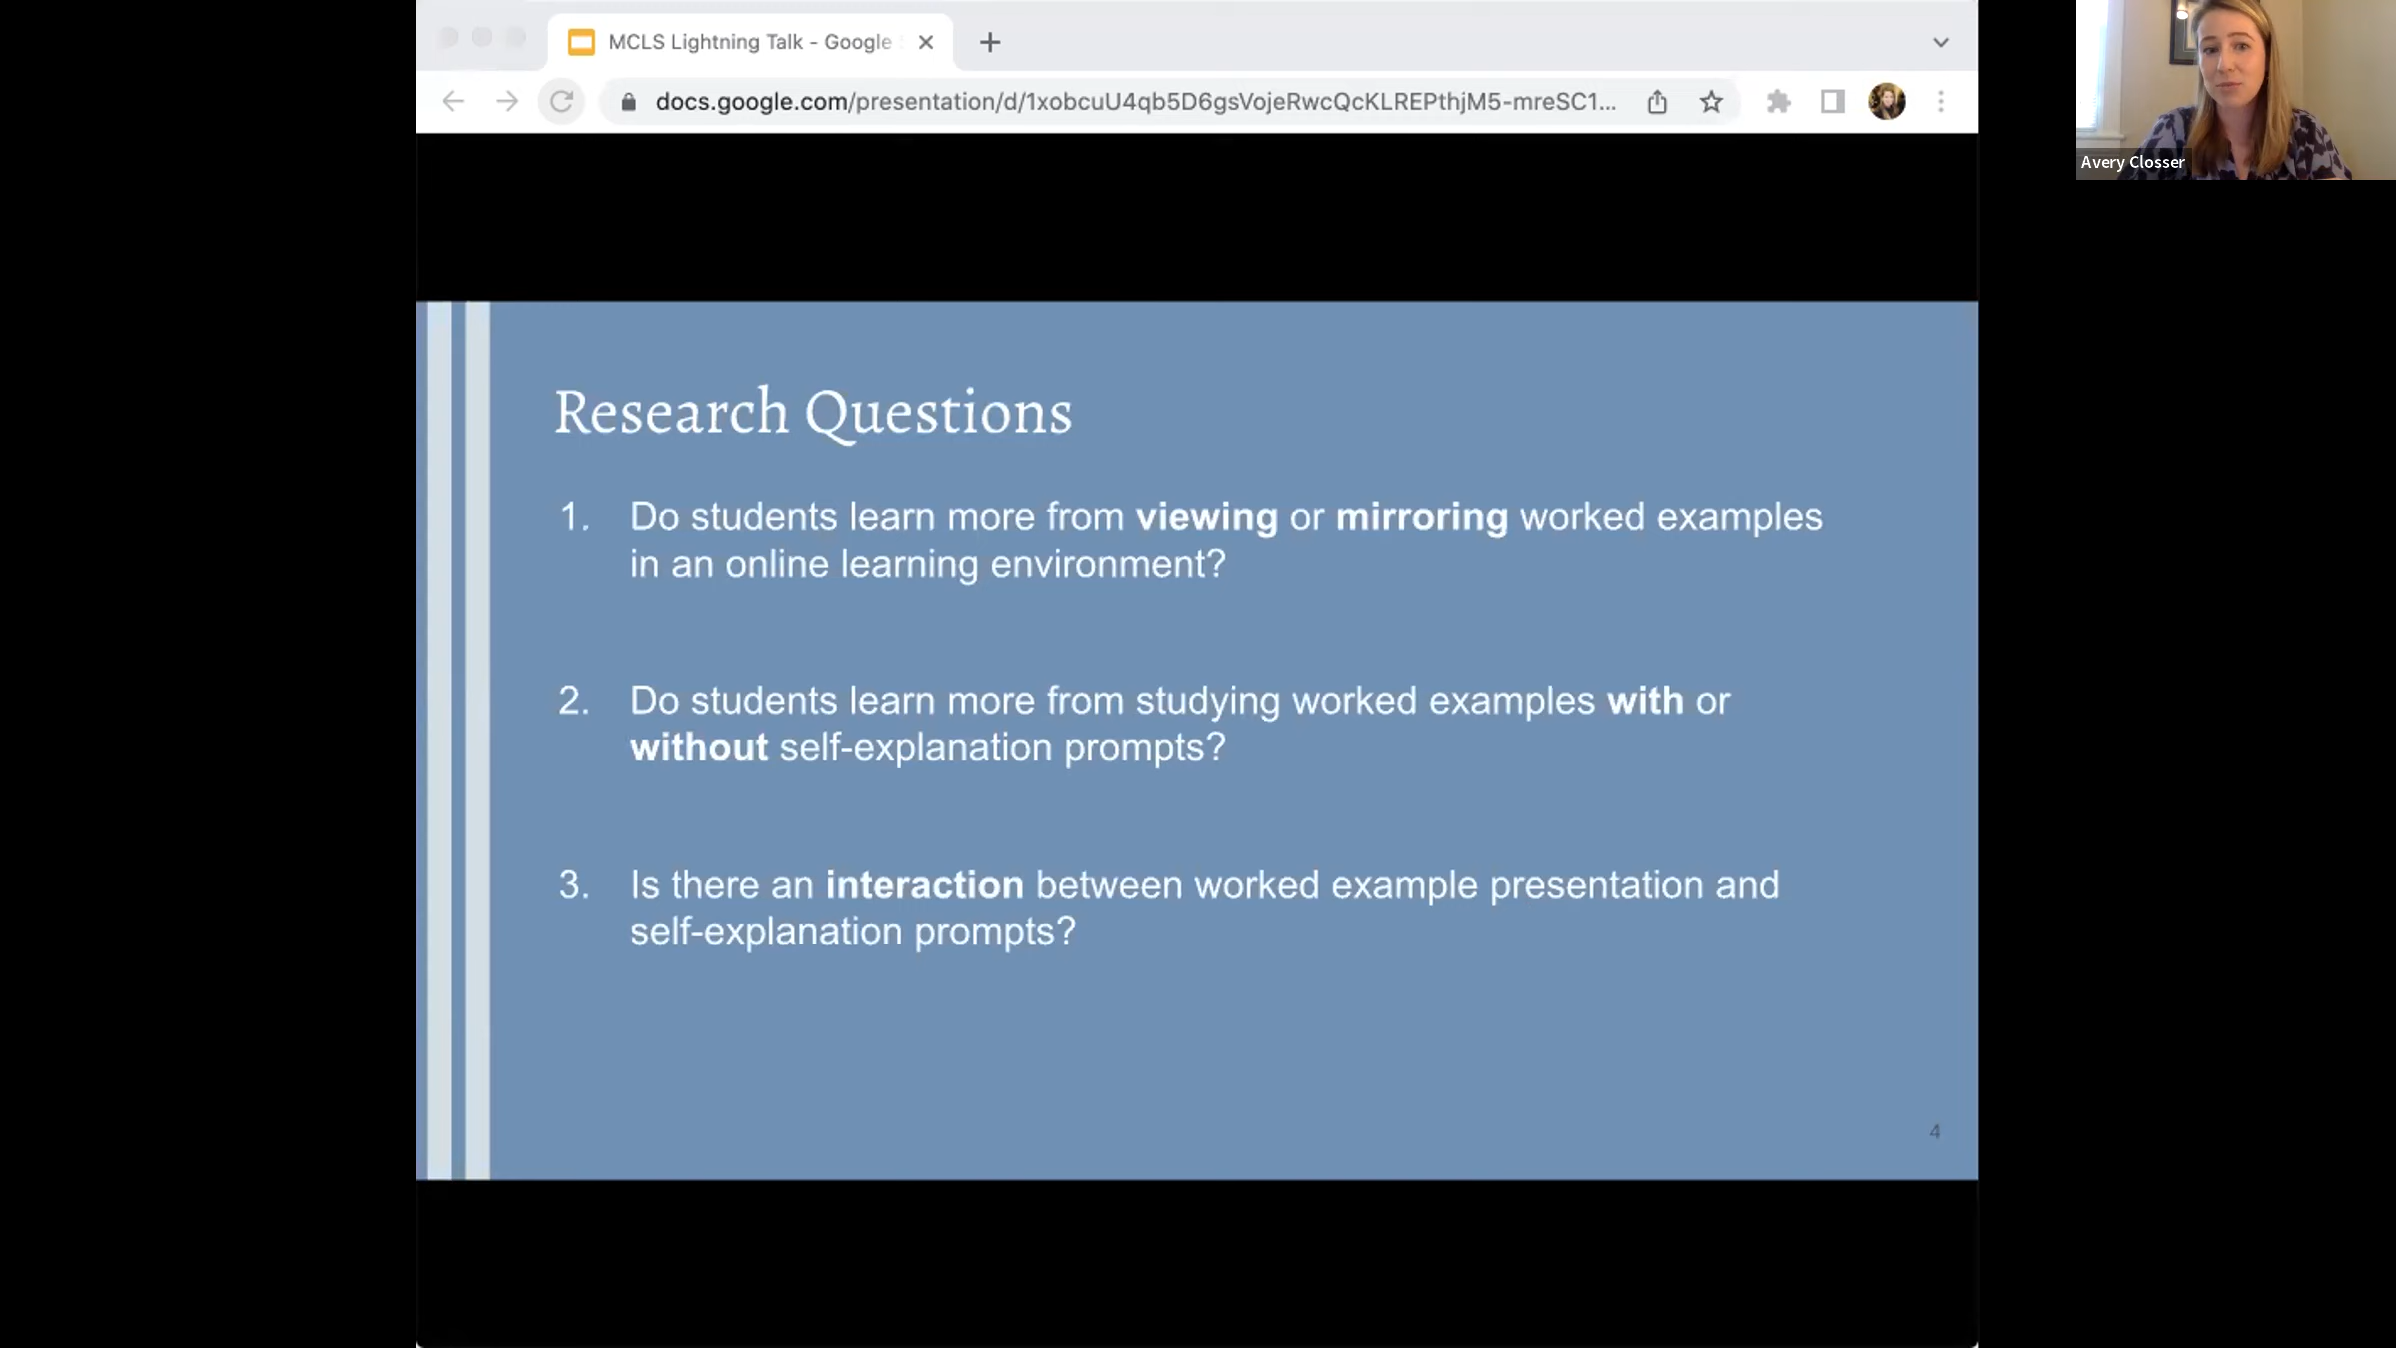 MCLS Lightning Talk - Google
docs.google.com/presentation/d/1xobcuU4qb5D6gsVojeRwcQcKLREPthjM5-mreSC1...
Avery Closser
Research Questions
1. Do students learn more from viewing or mirroring worked examples
in an online learning environment?
2. Do students learn more from studying worked examples with or
without self-explanation prompts?
3. Is there an interaction between worked example presentation and
self-explanation prompts?
4